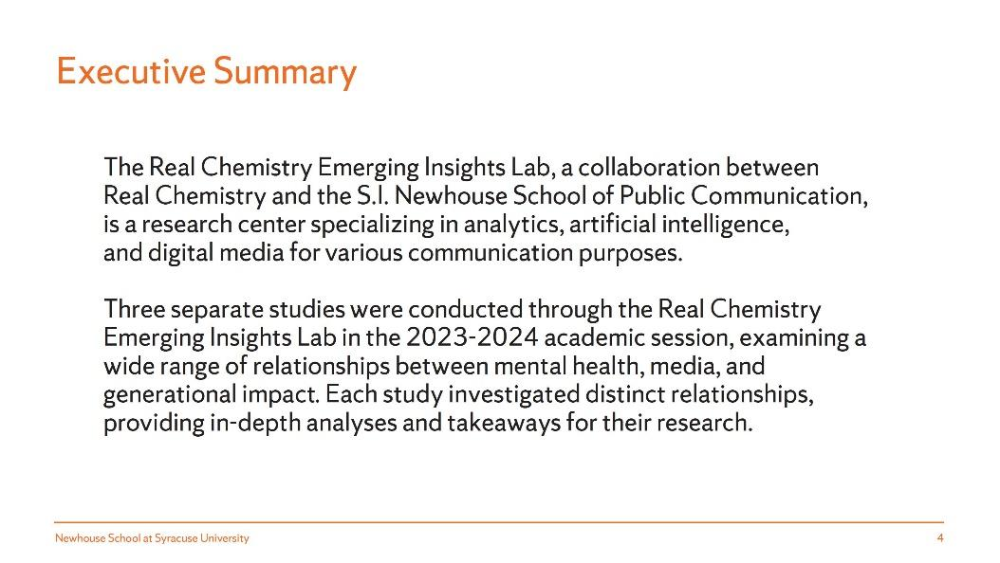 Executive Summary
The Real Chemistry Emerging Insights Lab, a collaboration between
Real Chemistry and the S.I. Newhouse School of Public Communication,
is a research center specializing in analytics, artificial intelligence,
and digital media for various communication purposes.
Three separate studies were conducted through the Real Chemistry
Emerging Insights Lab in the 2023-2024 academic session, examining a
wide range of relationships between mental health, media, and
generational impact. Each study investigated distinct relationships,
providing in-depth analyses and takeaways for their research.
Newhouse School at Syracuse University
4